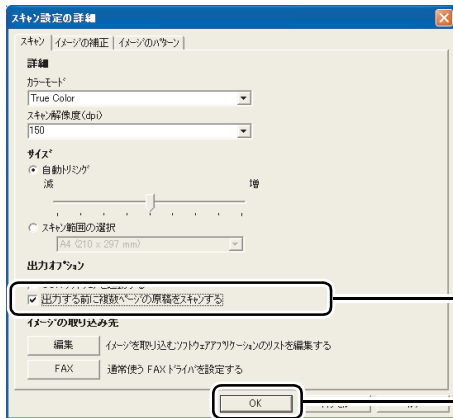 スキャン設定の詳細
スキャン イメージの補正 イメージのパターン
詳細
カラーモード
True Color
スキャン解像度(dpi)
150
サイズ
自動トリミング
減 増
スキャン範囲の選択
A4 (210 x 297 mm)
出力オプション
出力する前に複数ページの原稿をスキャンする
イメージの取り込み先
編集 イメージを取り込むソフトウェアアプリケーションのリストを編集する
FAX 通常使う FAXドライバを設定する
OK